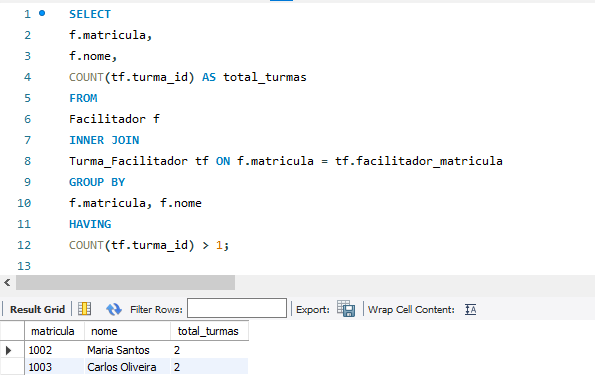 1 SELECT
2 f.matricula,
3 f.nome,
4 COUNT(tf.turma_id) AS total_turmas
5 FROM
6 Facilitador f
7 INNER JOIN
8 Turma_Facilitador tf ON f.matricula = tf.facilitador_matricula
9 GROUP BY
10 f.matricula, f.nome
11 HAVING
12 COUNT(tf.turma_id) > 1;
13
Result Grid Filter Rows: Export: Wrap Cell Content: IA
matricula nome total_turmas
1002 Maria Santos 2
1003 Carlos Oliveira 2